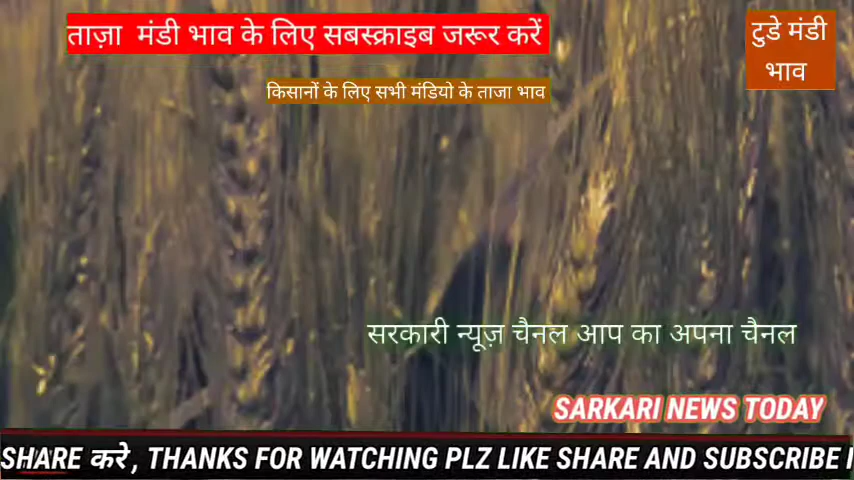 ताज़ा मंडी भाव के लिए सबस्क्राइब जरूर करें
टुडे मंडी
भाव
किसानों के लिए सभी मंडियो के ताजा भाव
सरकारी न्यूज़ चैनल आप का अपना चैनल
SARKARI NEWS TODAY
SHARE करे, THANKS FOR WATCHING PLZ LIKE SHARE AND SUBSCRIBE